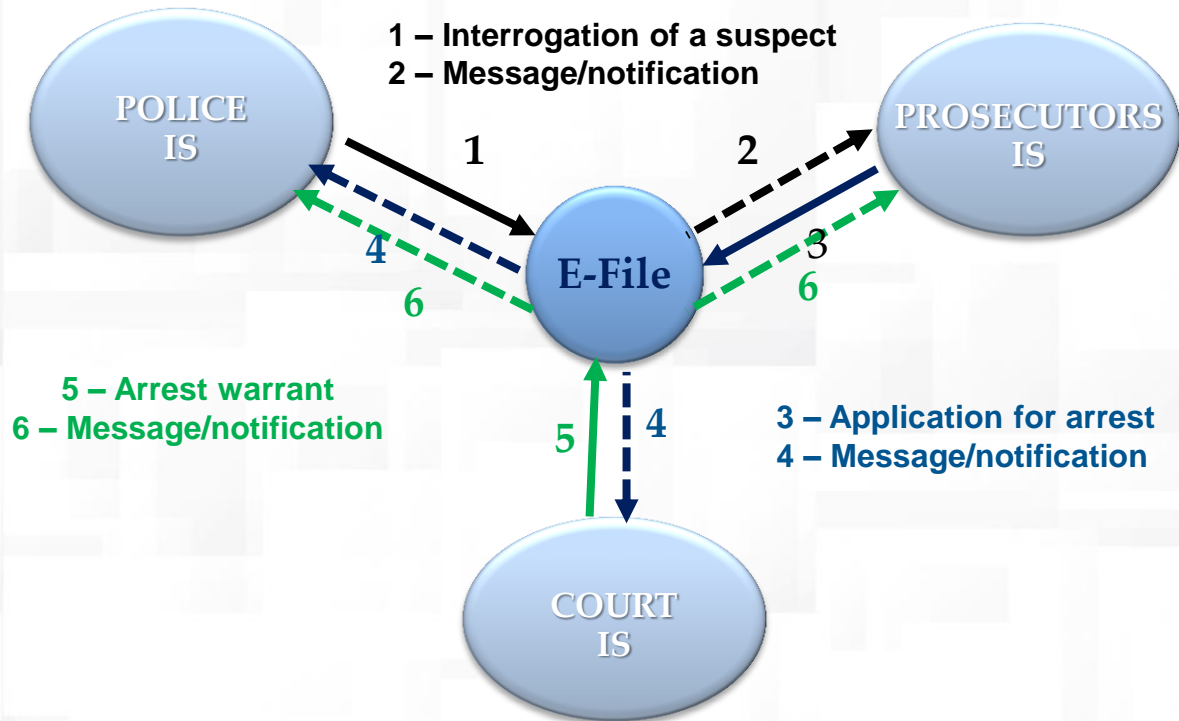 1 – Interrogation of a suspect
2 – Message/notification
POLICE
IS
PROSECUTORS
IS
1
2
3
4
6
6
E-File
5 – Arrest warrant
6 – Message/notification
5
4
3 – Application for arrest
4 – Message/notification
COURT
IS